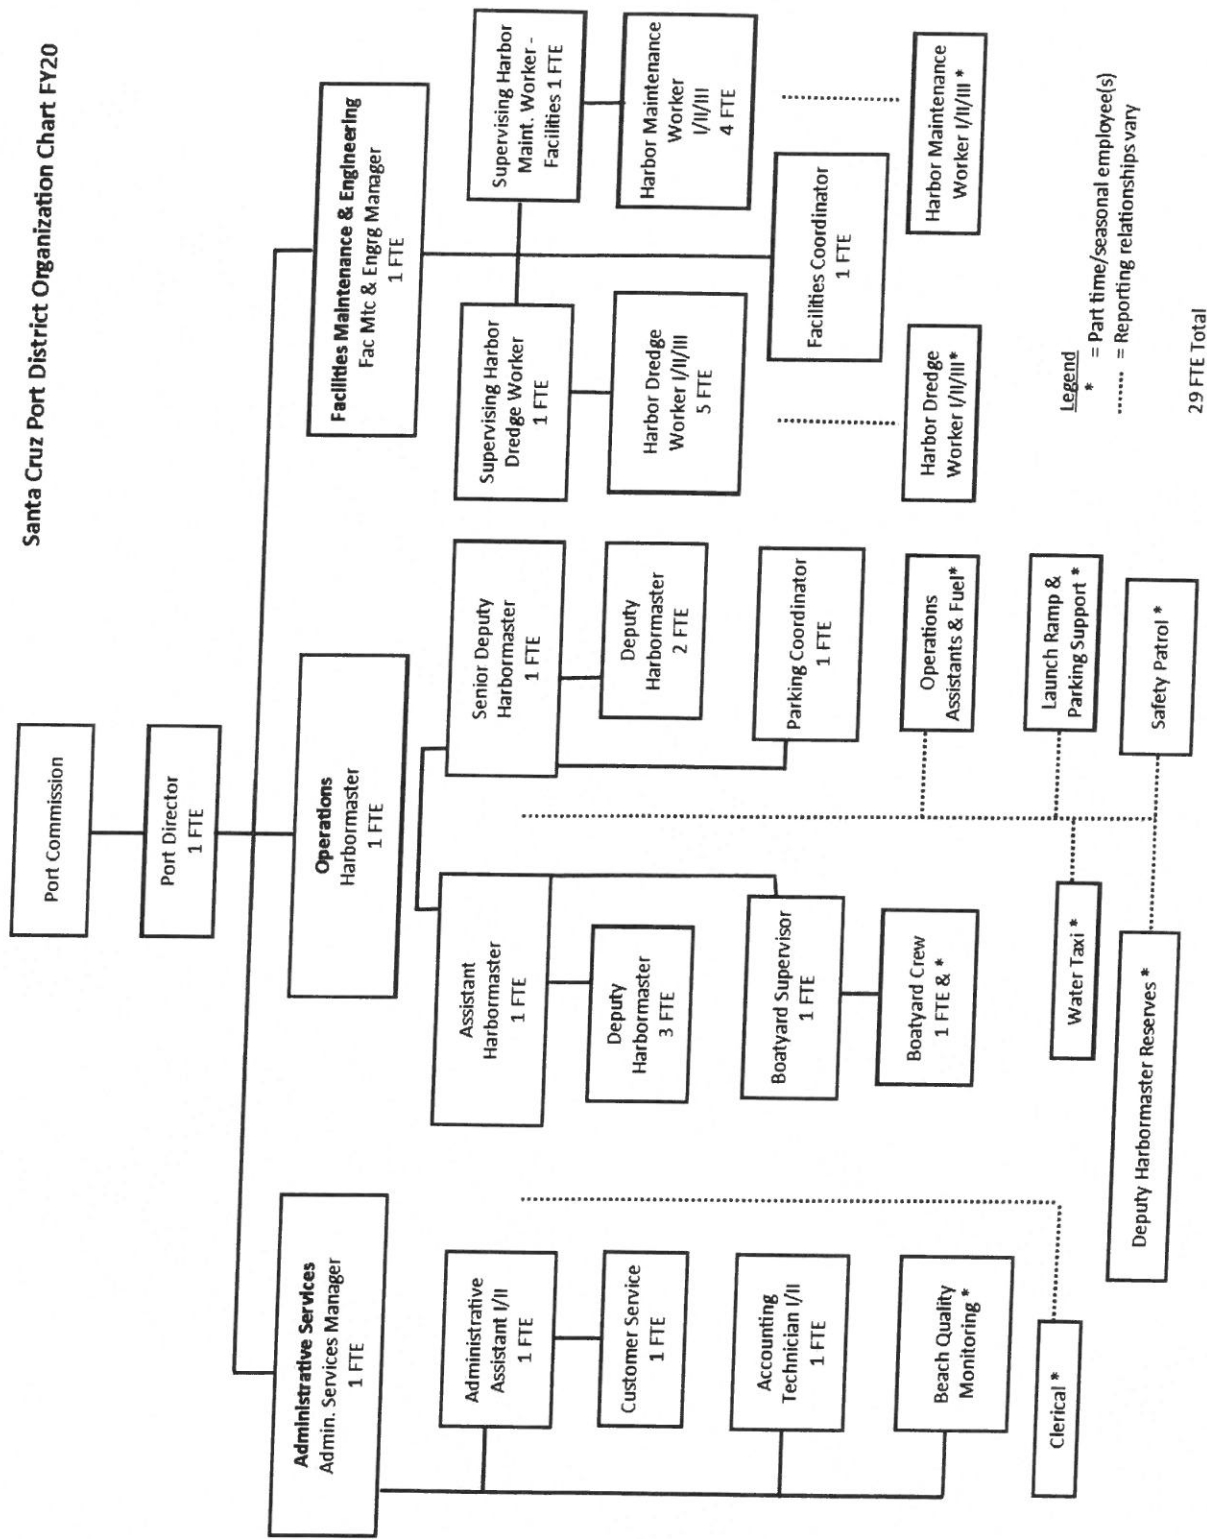 Santa Cruz Port District Organization Chart FY20
Port Commission
Port Director
1 FTE
Administrative Services
Admin. Services Manager
1 FTE
Operations
Harbormaster
1 FTE
Facilities Maintenance & Engineering
Fac Mtc & Engrg Manager
1 FTE
Administrative
Assistant I/II
1 FTE
Customer Service
1 FTE
Accounting
Technician I/II
1 FTE
Beach Quality
Monitoring *
Clerical *
Assistant
Harbormaster
1 FTE
Deputy
Harbormaster
3 FTE
Boatyard Supervisor
1 FTE
Boatyard Crew
1 FTE & *
Water Taxi *
Deputy Harbormaster Reserves *
Senior Deputy
Harbormaster
1 FTE
Deputy
Harbormaster
2 FTE
Parking Coordinator
1 FTE
Operations
Assistants & Fuel*
Launch Ramp &
Parking Support *
Safety Patrol *
Supervising Harbor
Dredge Worker
1 FTE
Harbor Dredge
Worker I/II/III
5 FTE
Supervising Harbor
Maint. Worker -
Facilities 1 FTE
Harbor Maintenance
Worker
I/II/III
4 FTE
Facilities Coordinator
1 FTE
Harbor Dredge
Worker I/II/III*
Harbor Maintenance
Worker I/II/III *
Legend
* = Part time/seasonal employee(s)
....... = Reporting relationships vary
29 FTE Total